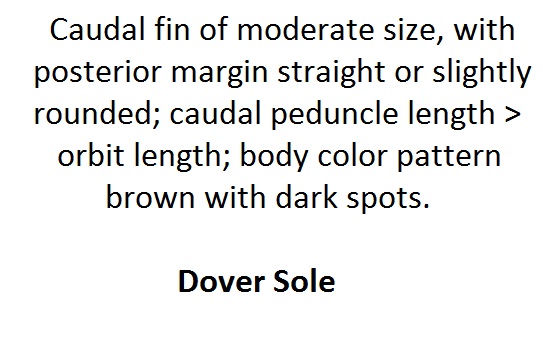 Caudal fin of moderate size, with
posterior margin straight or slightly
rounded; caudal peduncle length >
orbit length; body color pattern
brown with dark spots.
Dover Sole